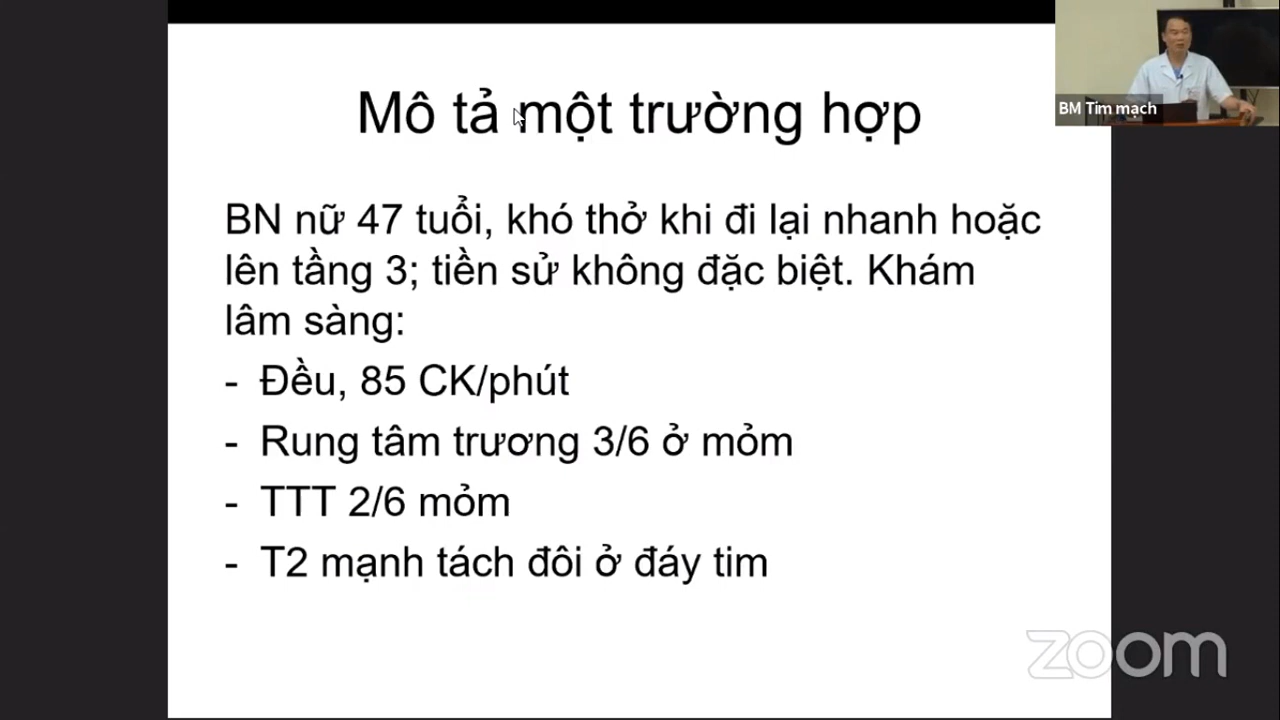 Mô tả một trường hợp
BM Tim mạch
BN nữ 47 tuổi, khó thở khi đi lại nhanh hoặc
lên tầng 3; tiền sử không đặc biệt. Khám
lâm sàng:
- Đều, 85 CK/phút
- Rung tâm trương 3/6 ở mỏm
- TTT 2/6 mỏm
- T2 mạnh tách đôi ở đáy tim
zoom